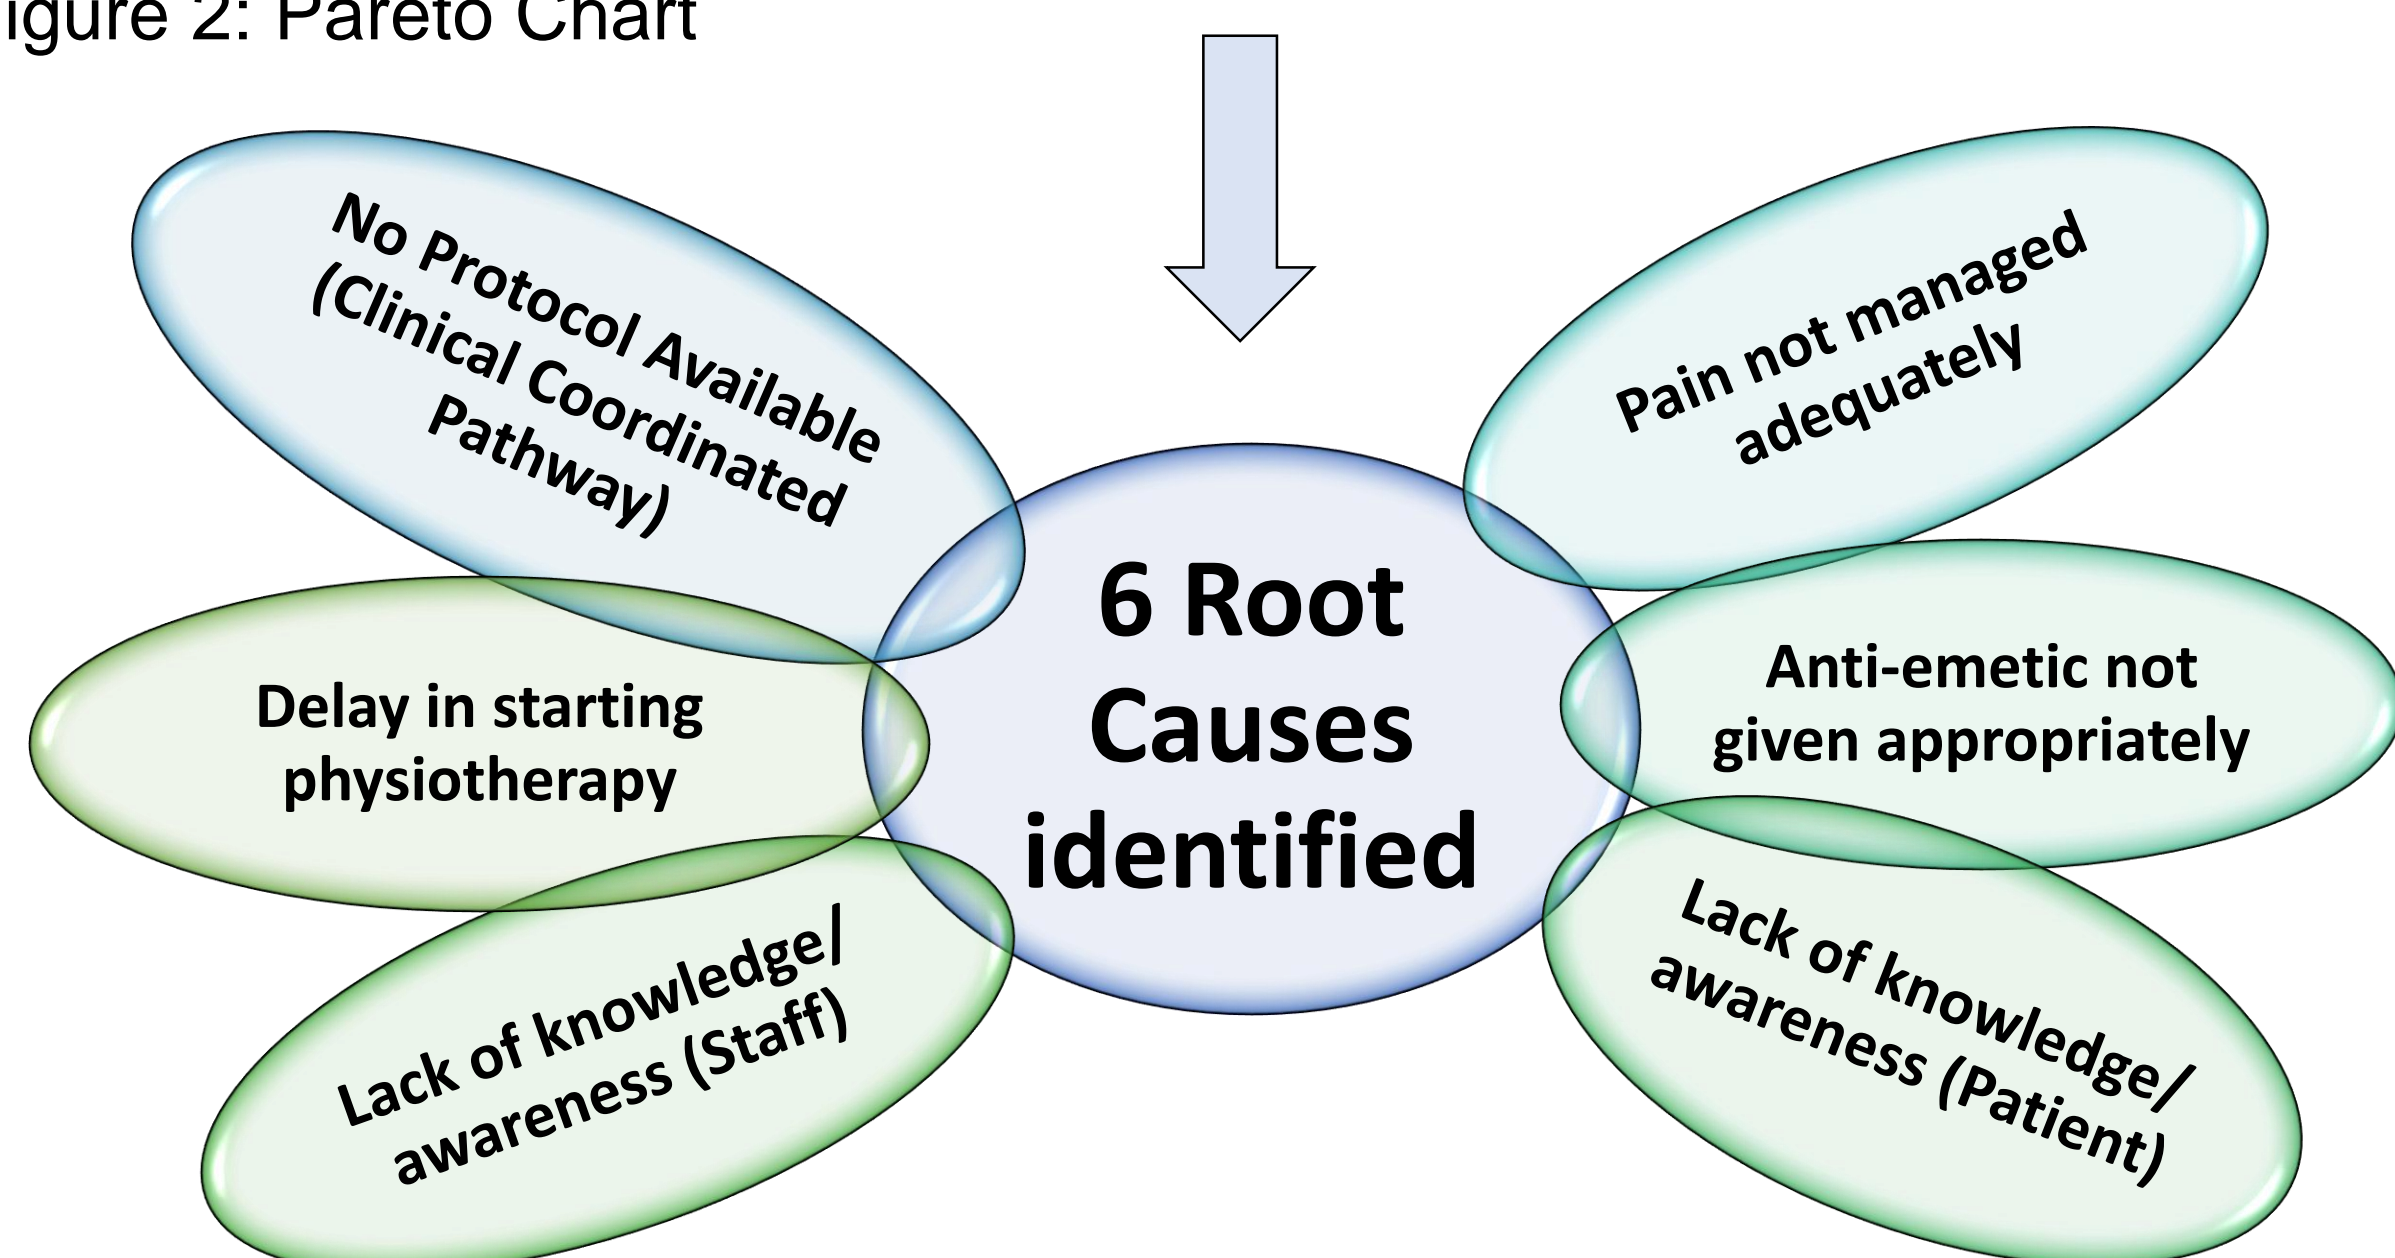 igure 2: Pareto Chart
No Protocol Available
(Clinical Coordinated
Pathway)
Pain not managed
adequately
6 Root
Causes
identified
Delay in starting
physiotherapy
Anti-emetic not
given appropriately
Lack of knowledge/
awareness (Staff)
Lack of knowledge/
awareness (Patient)